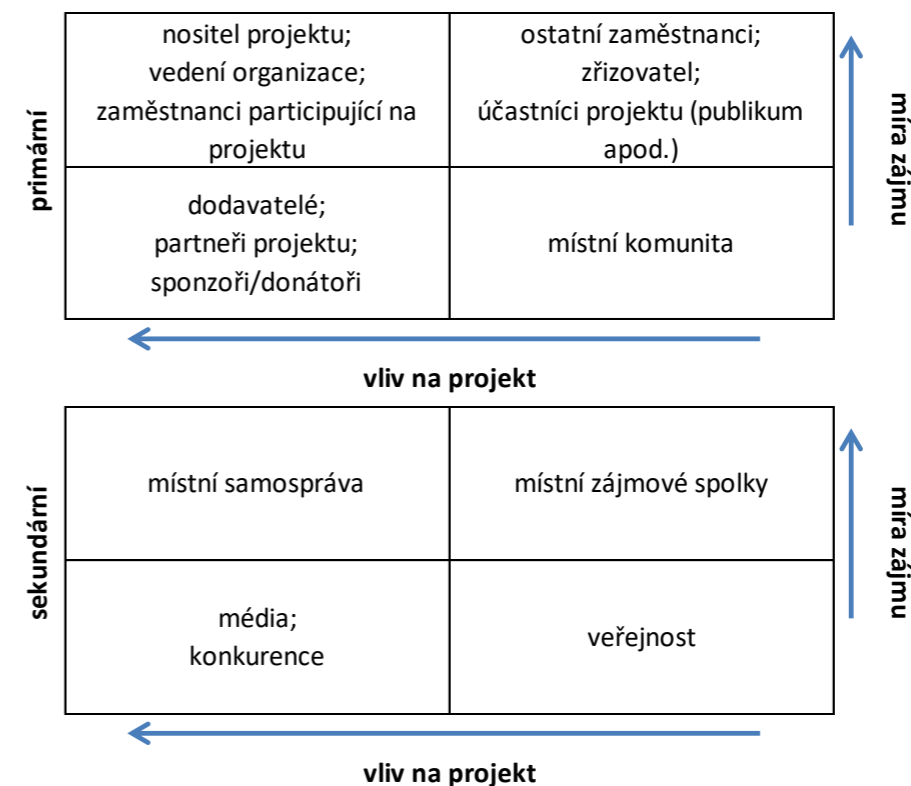 primární
nositel projektu;
vedení organizace;
zaměstnanci participující na
projektu
ostatní zaměstnanci;
zřizovatel;
účastníci projektu (publikum
apod.)
míra zájmu
dodavatelé;
partneři projektu;
sponzoři/donátoři
místní komunita
vliv na projekt
sekundární
místní samospráva
místní zájmové spolky
míra zájmu
média;
konkurence
veřejnost
vliv na projekt